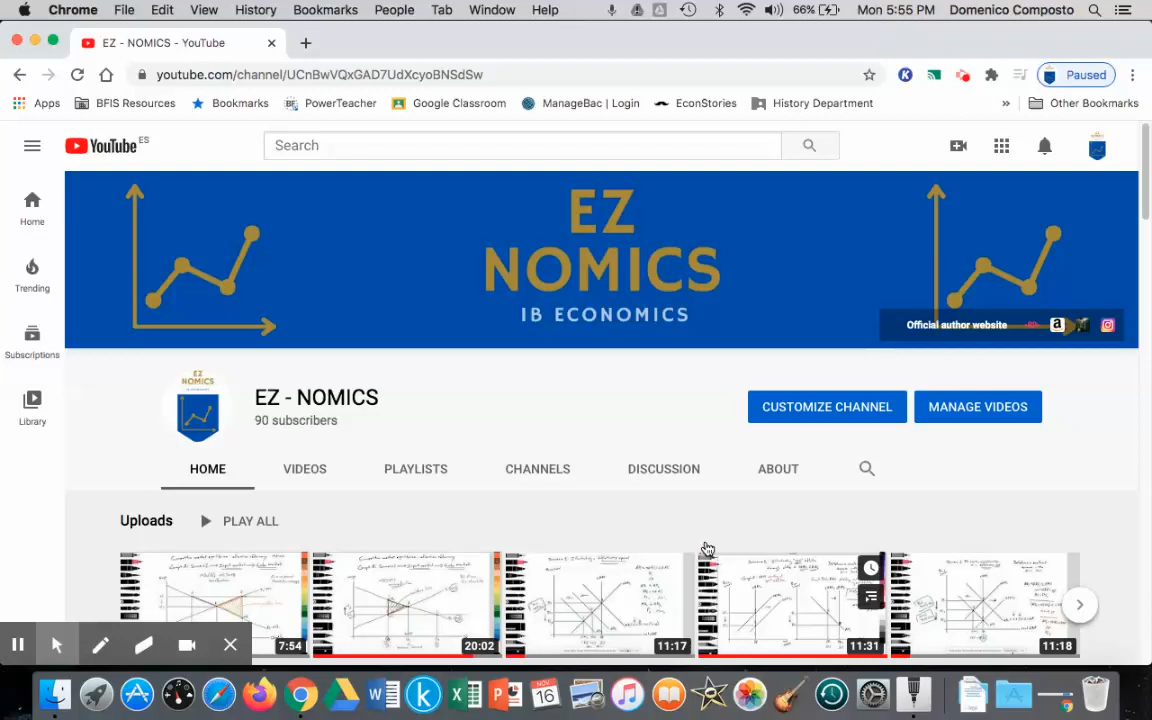 Chrome File Edit View History Bookmarks People Tab Window Help 66% Mon 5:55 PM Domenico Composto
EZ - NOMICS - YouTube
youtube.com/channel/UCnBwVQxGAD7UdXcyoBNSdSw Paused
Apps BFIS Resources Bookmarks PowerTeacher Google Classroom ManageBac | Login EconStories History Department » Other Bookmarks
YouTube ES Search
EZ
NOMICS
IB ECONOMICS
Official author website
Home
Trending
Subscriptions
Library
EZ
NOMICS
EZ - NOMICS
90 subscribers
CUSTOMIZE CHANNEL MANAGE VIDEOS
HOME VIDEOS PLAYLISTS CHANNELS DISCUSSION ABOUT
Uploads PLAY ALL
7:54 20:02 11:17 11:31 11:18
NOV
16